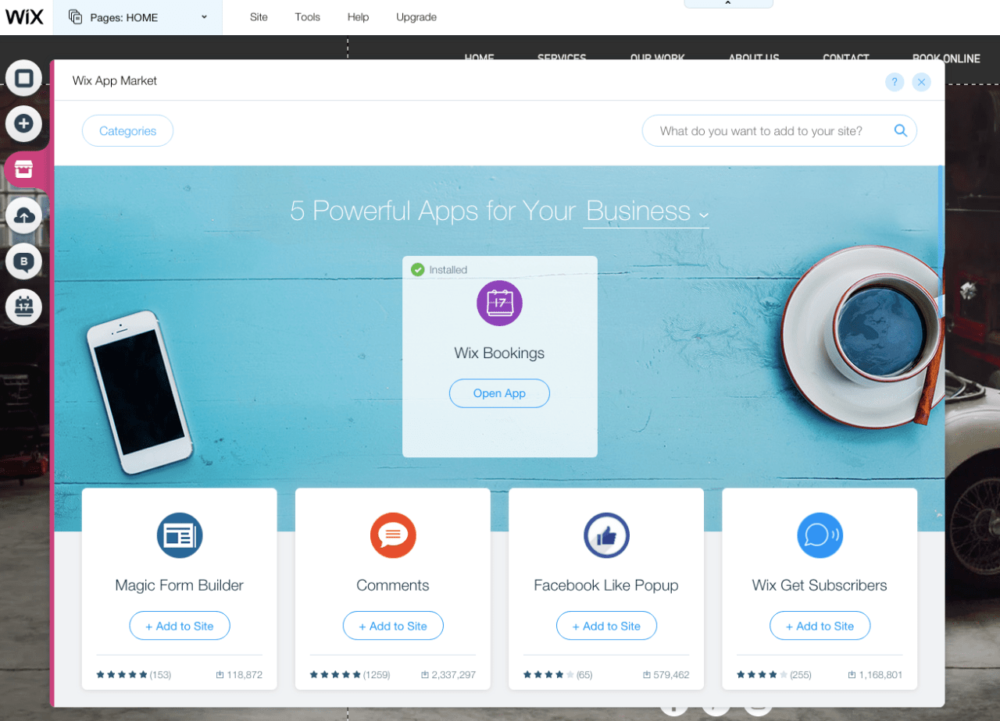 WiX
Pages: HOME
Site Tools Help Upgrade
HOME SERVICES OUR WORK ABOUT US CONTACT BOOK ONLINE
Wix App Market
?
Categories
What do you want to add to your site?
5 Powerful Apps for Your Business
Installed
17
Wix Bookings
Open App
B
17
Magic Form Builder
+ Add to Site
(153) 118,872
Comments
+ Add to Site
(1259) 2,337,297
Facebook Like Popup
+ Add to Site
(65) 579,462
Wix Get Subscribers
+ Add to Site
(255) 1,168,801